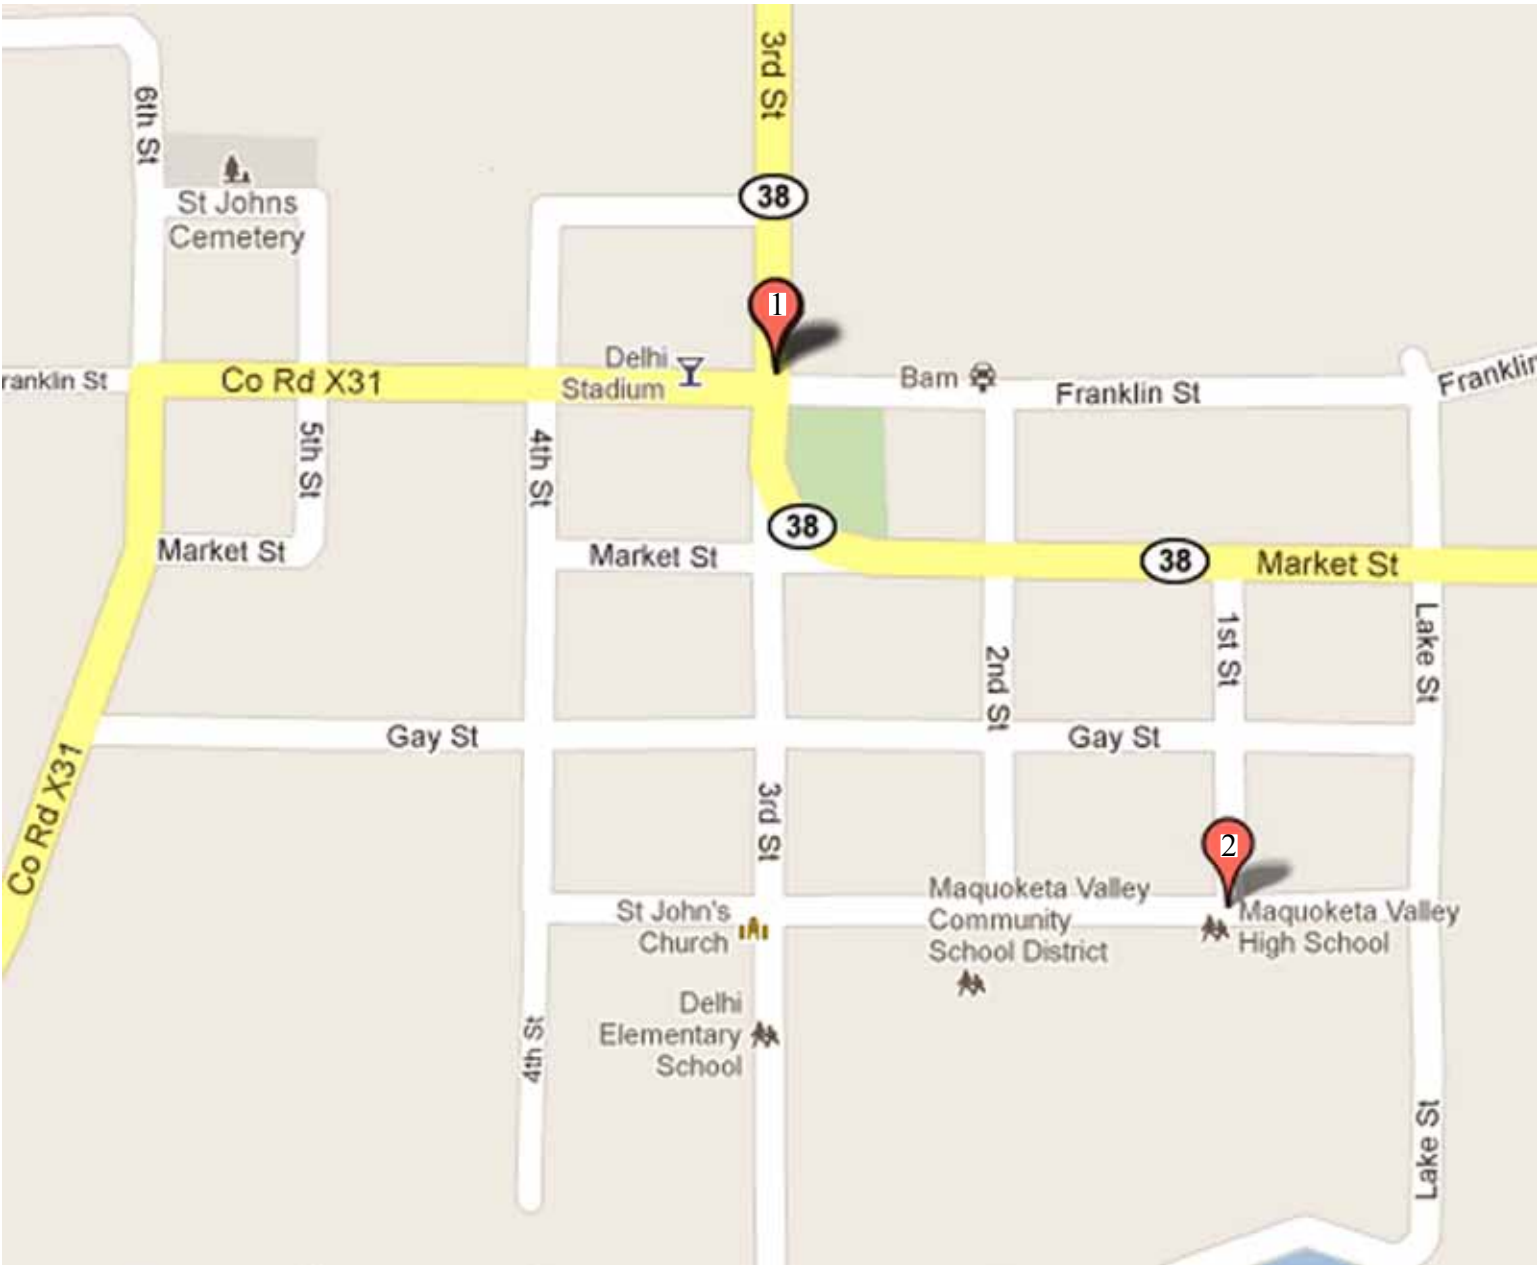 3rd St
6th St
38
St Johns
Cemetery
1
Delhi
Stadium
Bam
Franklin St
Franklin
ranklin St
Co Rd X31
5th St
4th St
38
Market St
Market St
38
Market St
1st St
Lake St
2nd St
Gay St
Gay St
Co Rd X31
3rd St
2
Maquoketa Valley
Community
School District
St John's
Church
Maquoketa Valley
High School
Delhi
Elementary
School
4th St
Lake St